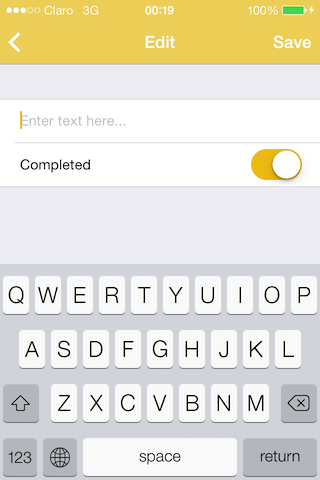 Claro 3G 00:19 100%
Edit Save
Enter text here...
Completed
Q W E R T Y U I O P
A S D F G H J K L
Z X C V B N M
123 space return